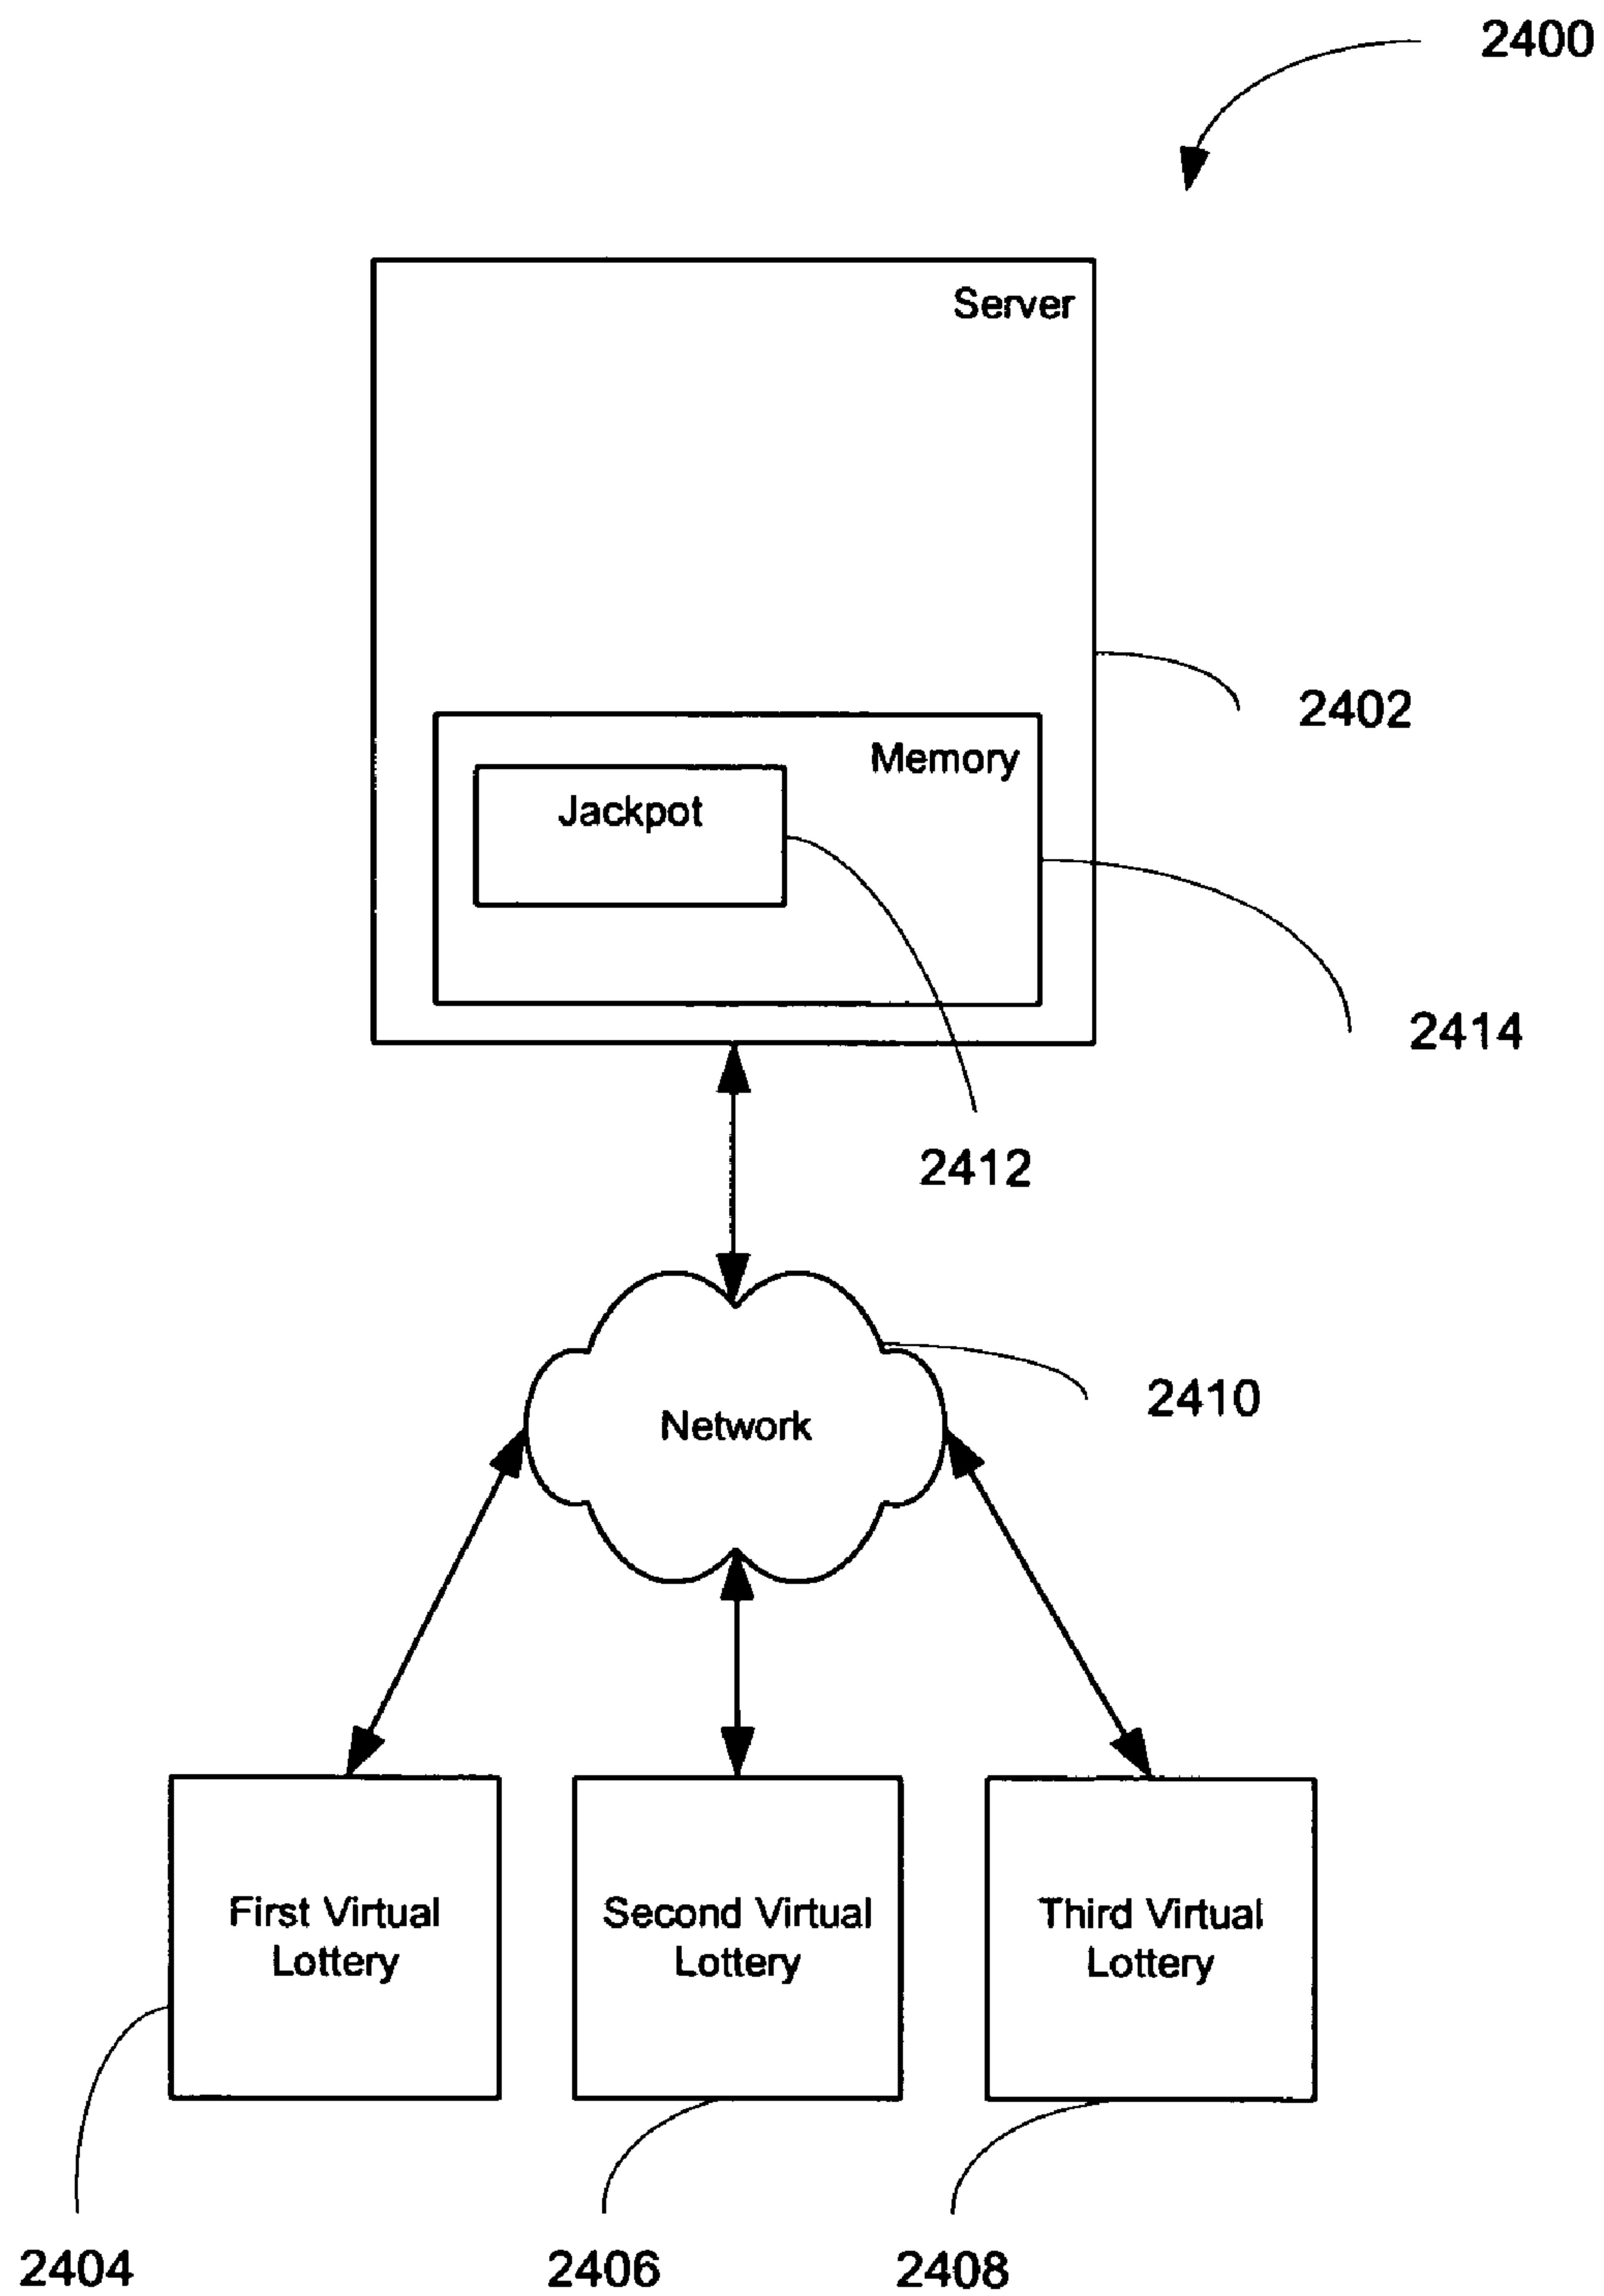 2400
Server
2402
Memory
Jackpot
2414
2412
2410
Network
First Virtual
Lottery
Second Virtual
Lottery
Third Virtual
Lottery
2404
2406
2408